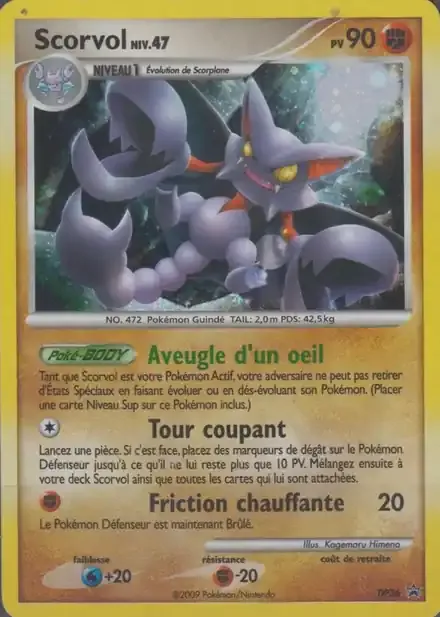 Scorvol NIV.47
PV 90
NIVEAU 1 Évolution de Scorplane
NO. 472 Pokémon Guindé TAIL: 2,0m PDS: 42,5kg
Poké-BODY Aveugle d'un oeil
Tant que Scorvol est votre Pokémon Actif, votre adversaire ne peut pas retirer
d'États Spéciaux en faisant évoluer ou en dés-évoluant son Pokémon. (Placer
une carte Niveau Sup sur ce Pokémon inclus.)
Tour coupant
Lancez une pièce. Si c'est face, placez des marqueurs de dégât sur le Pokémon
Défenseur jusqu'à ce qu'il ne lui reste plus que 10 PV. Mélangez ensuite à
votre deck Scorvol ainsi que toutes les cartes qui lui sont attachées.
Friction chauffante 20
Le Pokémon Défenseur est maintenant Brûlé.
Illus. Kagemaru Himeno
faiblesse résistance coût de retraite
+20 -20
©2009 Pokémon/Nintendo DP36